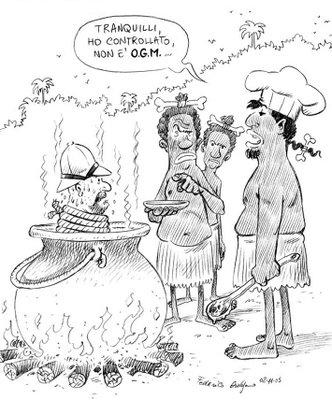 TRANQUILLI,
HO CONTROLLATO,
NON E' O.G.M. ...